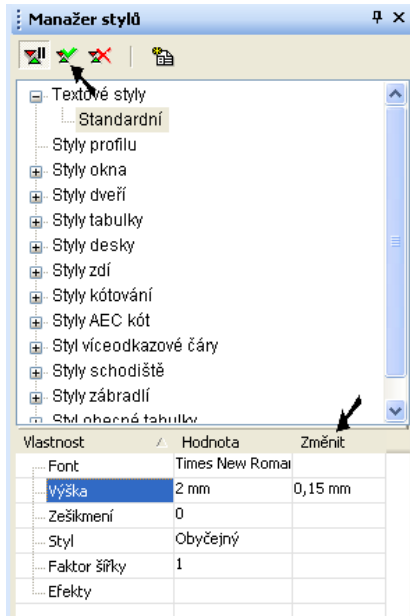 Manažer stylů
Textové styly
Standardní
Styly profilu
Styly okna
Styly dveří
Styly tabulky
Styly desky
Styly zdí
Styly kótování
Styly AEC kót
Styl víceodkazové čáry
Styly schodiště
Styly zábradlí
Styl obecné tabulky
Vlastnost Hodnota Změnit
Font Times New Roman
Výška 2 mm 0,15 mm
Zešikmení 0
Styl Obyčejný
Faktor šířky 1
Efekty